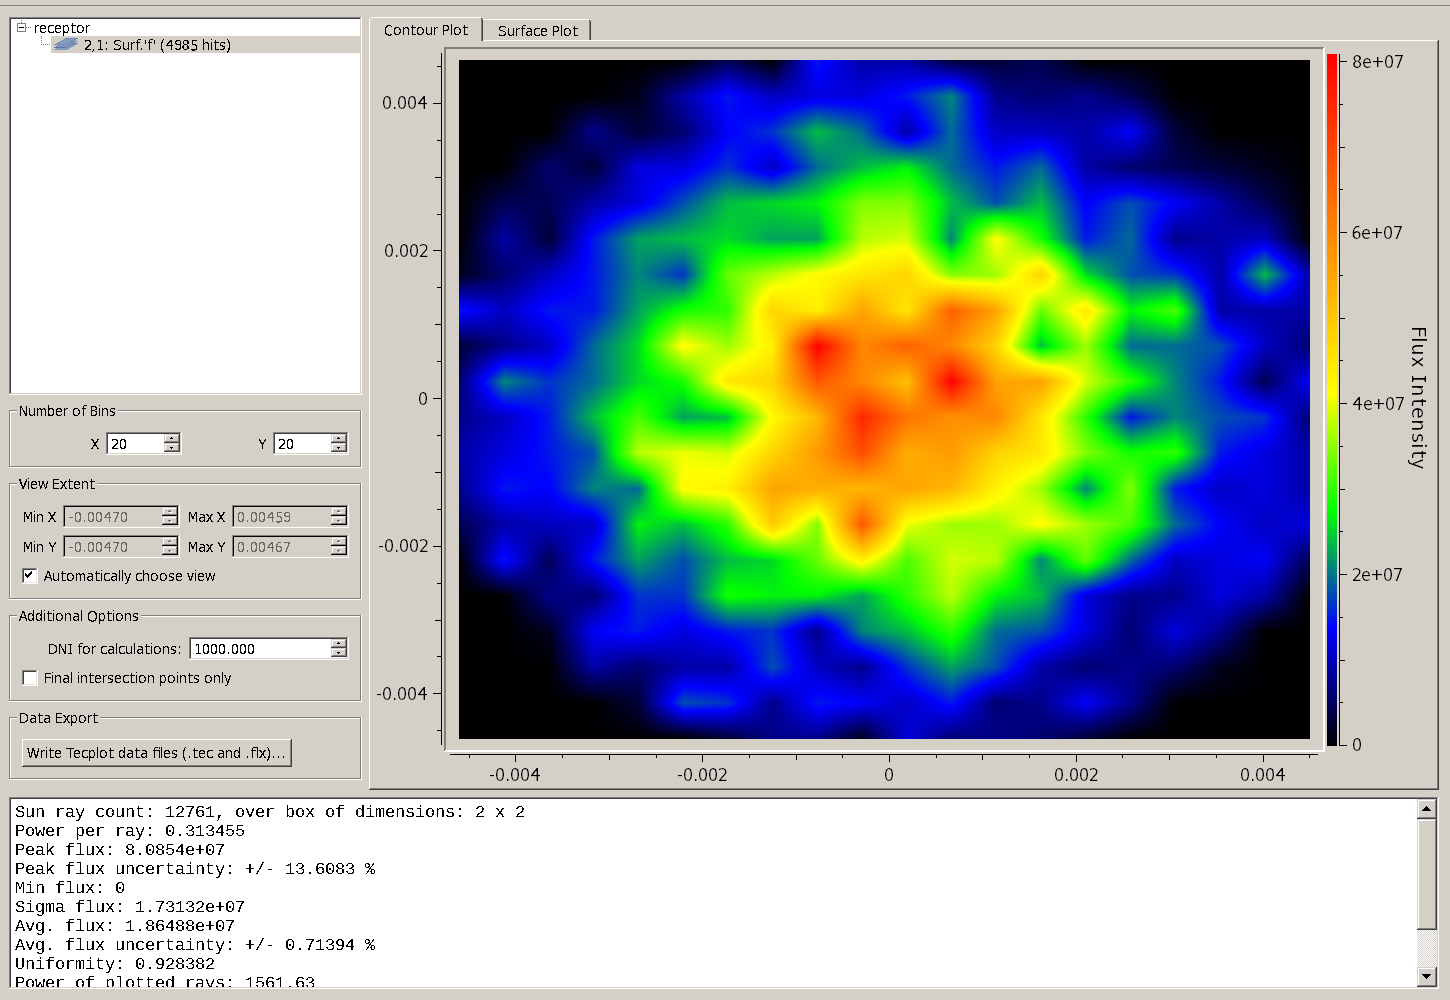 receptor
2,1: Surf.'f' (4985 hits)
Number of Bins
X 20 Y 20
View Extent
Min X -0.00470 Max X 0.00459
Min Y -0.00470 Max Y 0.00467
Automatically choose view
Additional Options
DNI for calculations: 1000.000
Final intersection points only
Data Export
Write Tecplot data files (.tec and .flx)...
Contour Plot Surface Plot
0.004
0.002
0
-0.002
-0.004
-0.004 -0.002 0 0.002 0.004
8e+07
6e+07
4e+07
2e+07
0
Flux Intensity
Sun ray count: 12761, over box of dimensions: 2 x 2
Power per ray: 0.313455
Peak flux: 8.0854e+07
Peak flux uncertainty: +/- 13.6083 %
Min flux: 0
Sigma flux: 1.73132e+07
Avg. flux: 1.86488e+07
Avg. flux uncertainty: +/- 0.71394 %
Uniformity: 0.928382
Power of plotted rays: 1561.63